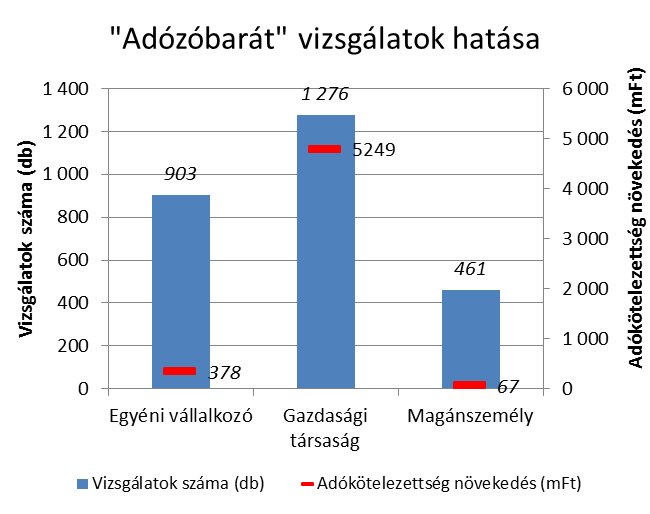 "Adózóbarát" vizsgálatok hatása
Vizsgálatok száma (db)
Adókötelezettség növekedés (mFt)
1 400
1 200
1 000
800
600
400
200
0
6 000
5 000
4 000
3 000
2 000
1 000
0
903
1 276
461
378
5249
67
Egyéni vállalkozó
Gazdasági
társaság
Magánszemély
Vizsgálatok száma (db)
Adókötelezettség növekedés (mFt)